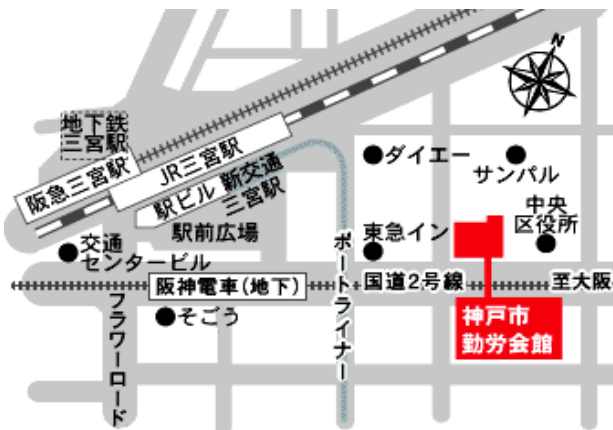 N
地下鉄
三宮駅
阪急三宮駅
JR三宮駅
駅ビル
新交通
三宮駅
ダイエー
サンパル
中央
区役所
駅前広場
東急イン
交通
センタービル
阪神電車(地下)
国道2号線
至大阪
そごう
フラワーロード
ポートライナー
神戸市
勤労会館